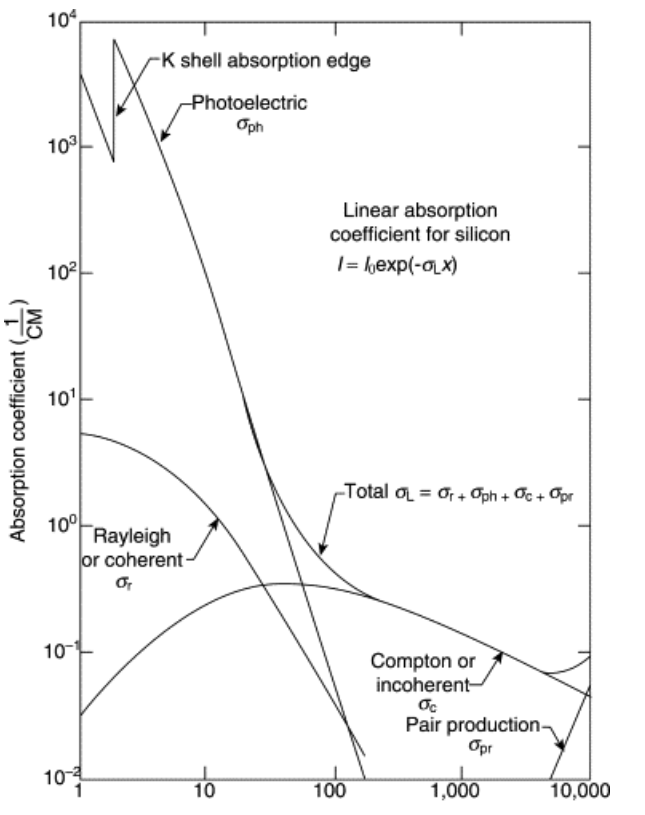 10⁴
K shell absorption edge
Photoelectric
σph
10³
Linear absorption
coefficient for silicon
I = I₀exp(-σLx)
10²
Absorption coefficient (1/CM)
10¹
Total σL = σr + σph + σc + σpr
10⁰
Rayleigh
or coherent
σr
10⁻¹
Compton or
incoherent
σc
Pair production
σpr
10⁻²
1 10 100 1,000 10,000